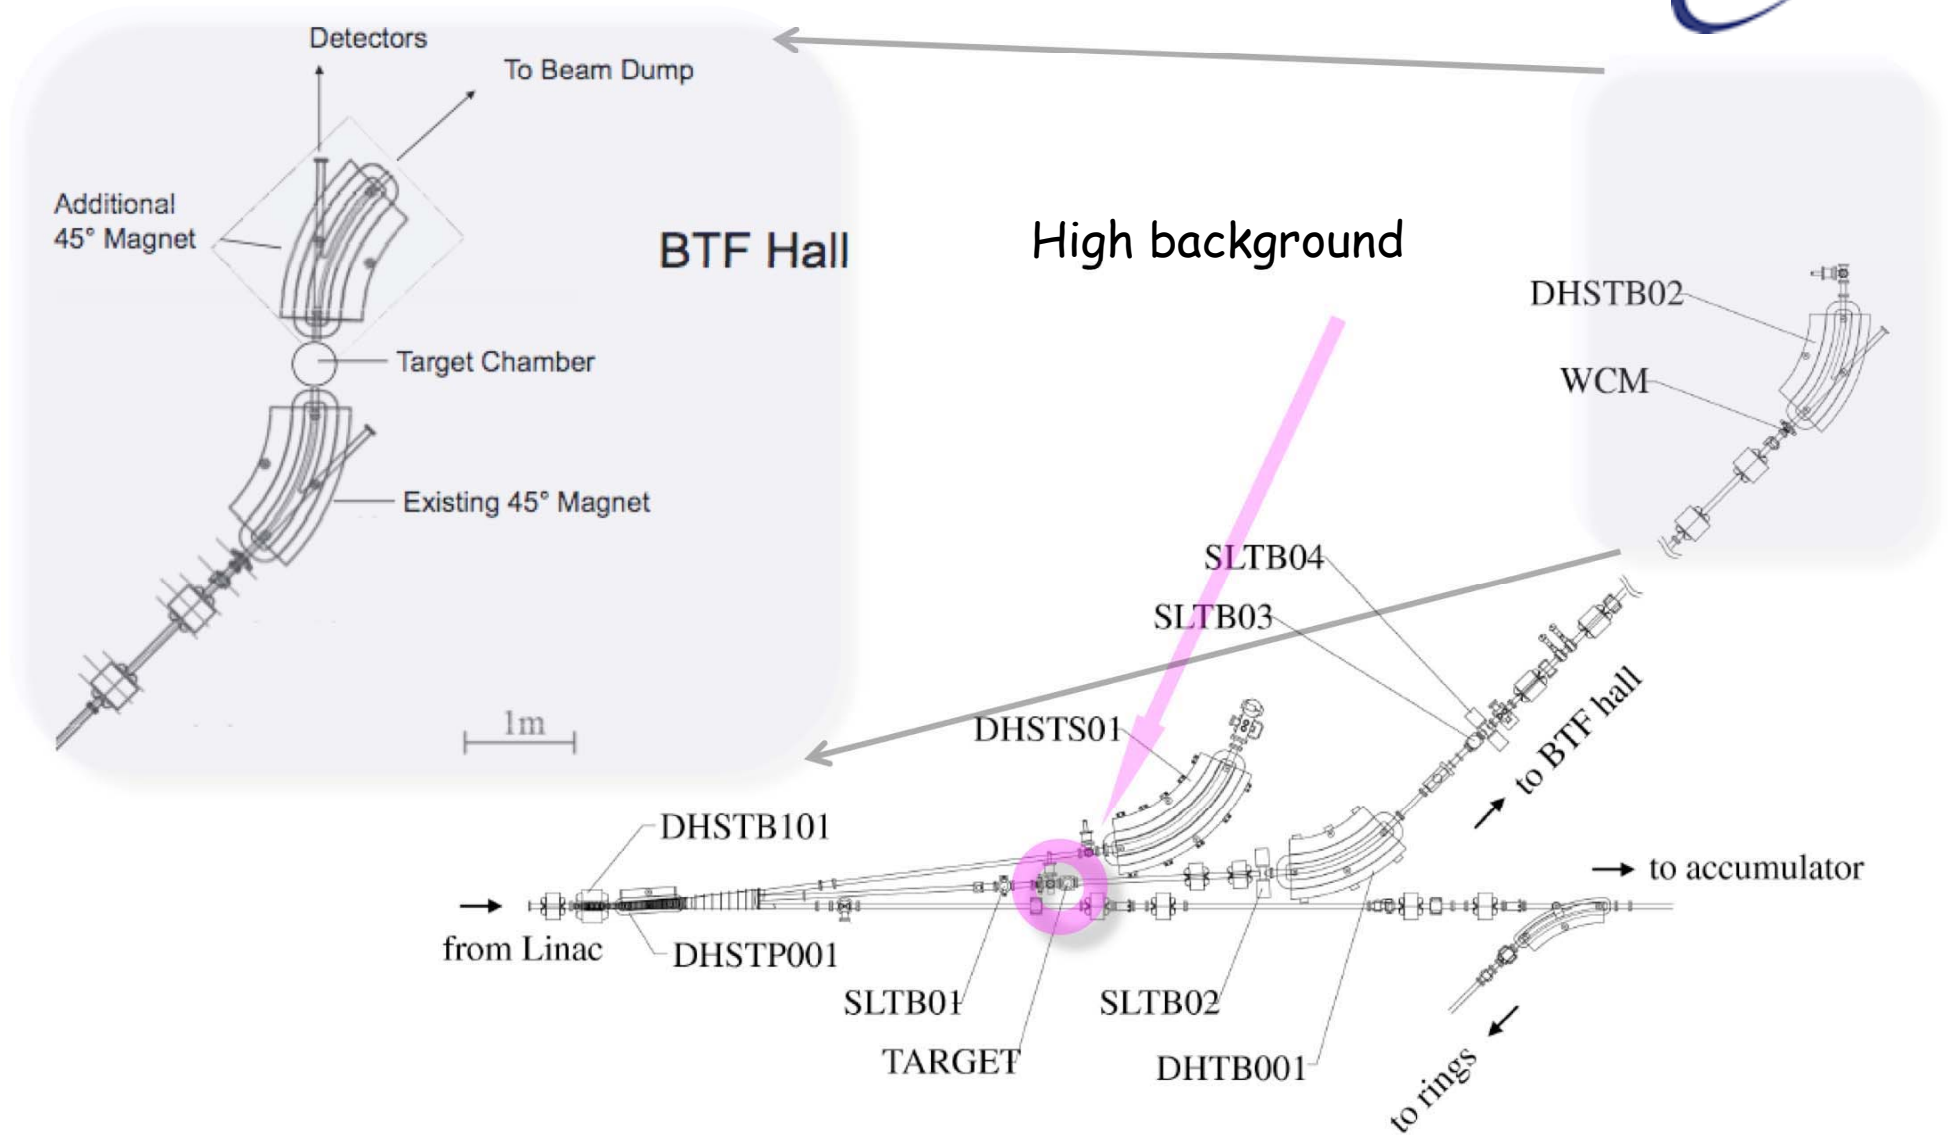 Detectors
To Beam Dump
Additional
45° Magnet
BTF Hall
High background
DHSTB02
Target Chamber
WCM
Existing 45° Magnet
SLTB04
SLTB03
1m
DHSTS01
to BTF hall
DHSTB101
to accumulator
from Linac
DHSTP001
SLTB01
SLTB02
TARGET
DHTB001
to rings